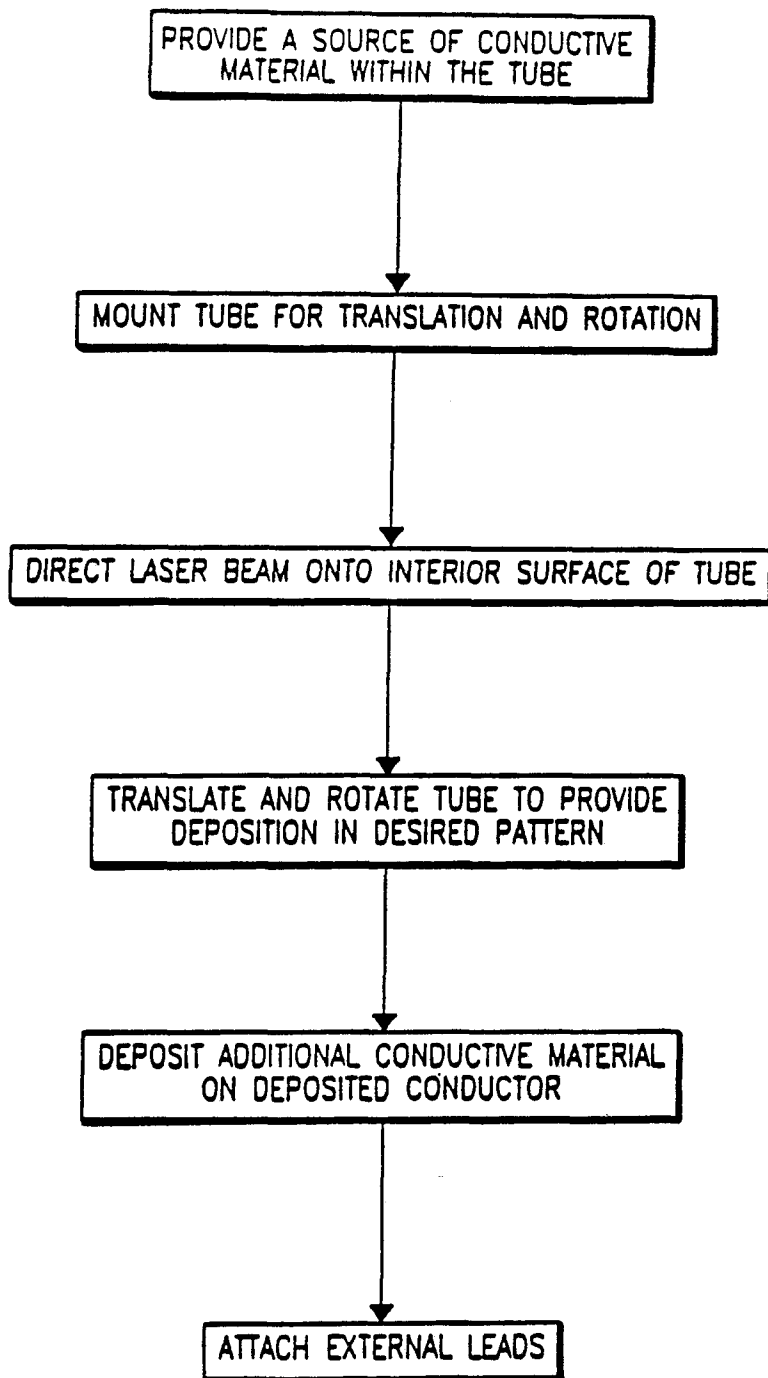 PROVIDE A SOURCE OF CONDUCTIVE
MATERIAL WITHIN THE TUBE
MOUNT TUBE FOR TRANSLATION AND ROTATION
DIRECT LASER BEAM ONTO INTERIOR SURFACE OF TUBE
TRANSLATE AND ROTATE TUBE TO PROVIDE
DEPOSITION IN DESIRED PATTERN
DEPOSIT ADDITIONAL CONDUCTIVE MATERIAL
ON DEPOSITED CONDUCTOR
ATTACH EXTERNAL LEADS